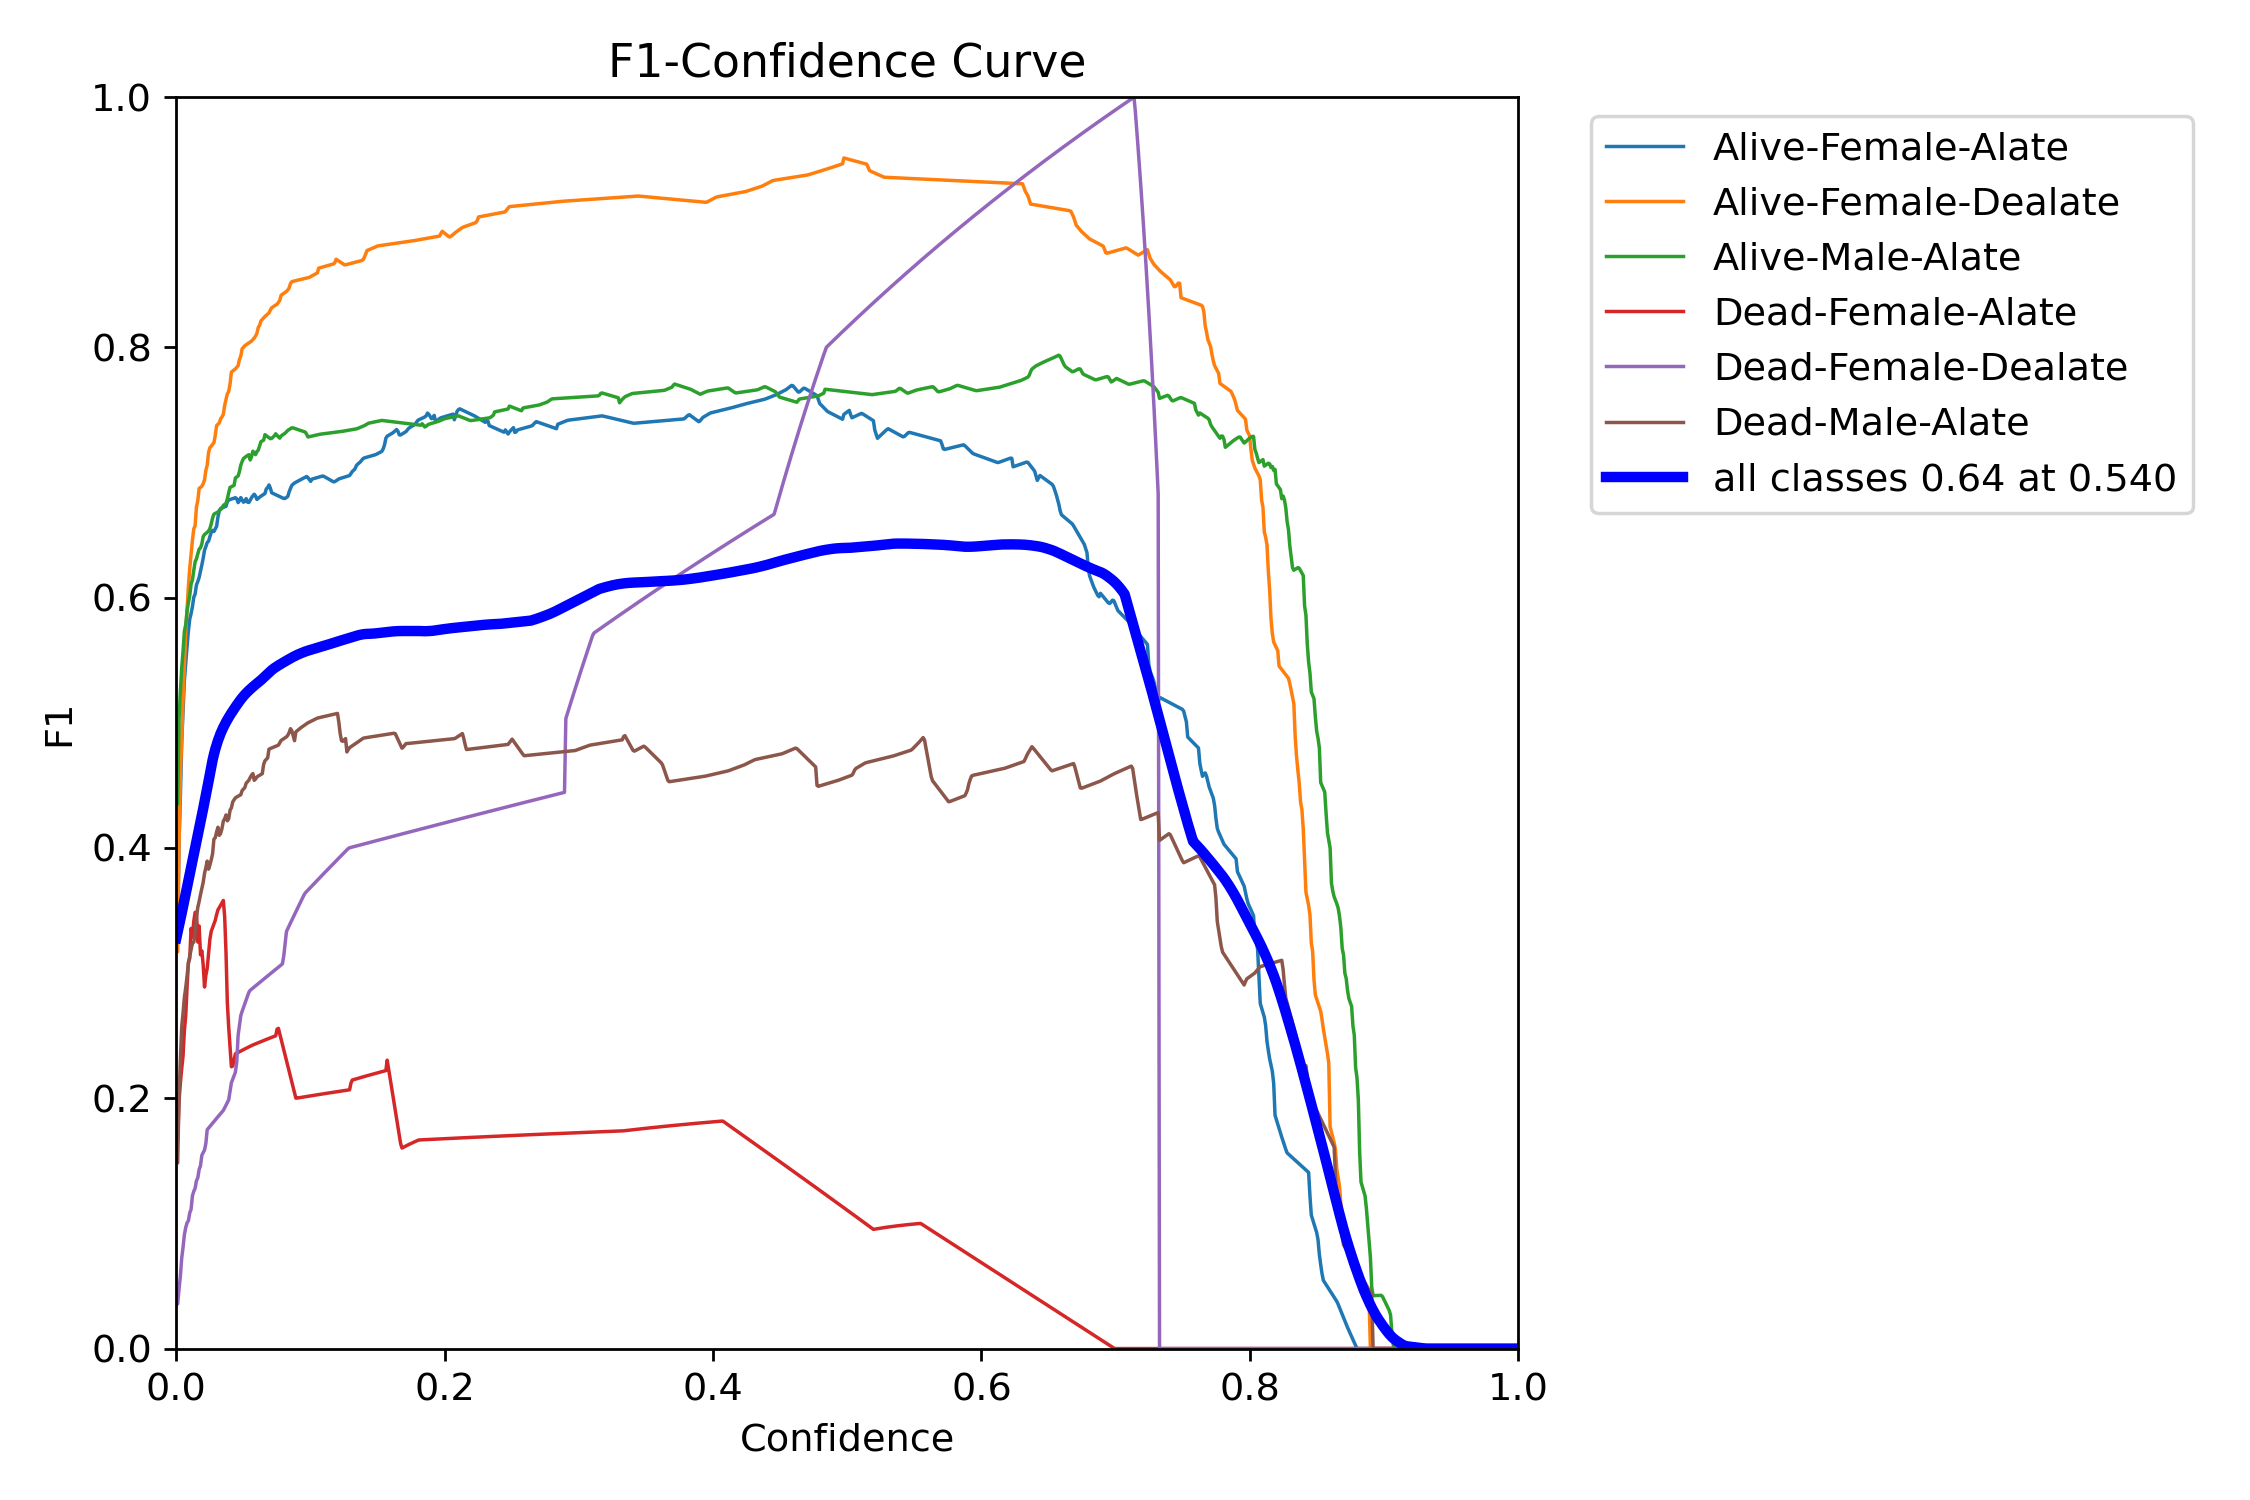 F1-Confidence Curve
1.0
0.8
0.6
0.4
0.2
0.0
F1
0.0 0.2 0.4 0.6 0.8 1.0
Confidence
Alive-Female-Alate
Alive-Female-Dealate
Alive-Male-Alate
Dead-Female-Alate
Dead-Female-Dealate
Dead-Male-Alate
all classes 0.64 at 0.540